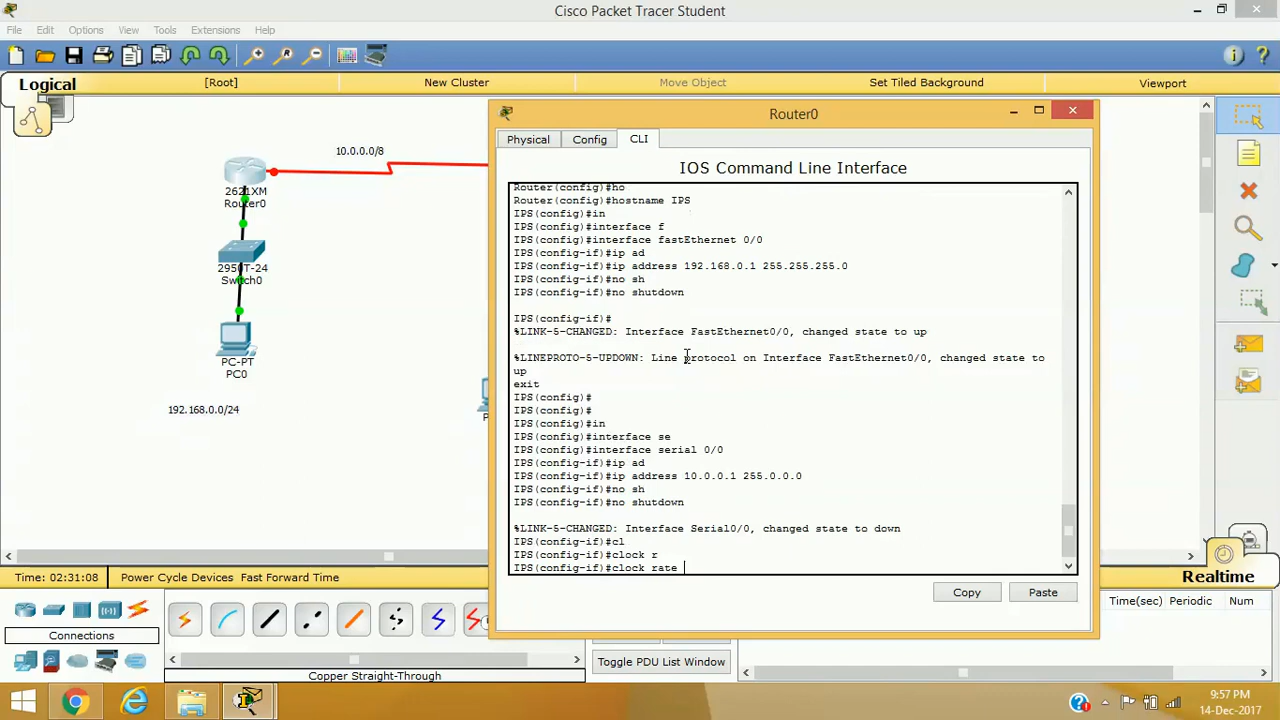 Cisco Packet Tracer Student
File Edit Options View Tools Extensions Help
Logical [Root] New Cluster Move Object Set Tiled Background Viewport
10.0.0.0/8
2621XM
Router0
2950T-24
Switch0
PC-PT
PC0
192.168.0.0/24
P
Router0
Physical Config CLI
IOS Command Line Interface
Router(config)#ho
Router(config)#hostname IPS
IPS(config)#in
IPS(config)#interface f
IPS(config)#interface fastEthernet 0/0
IPS(config-if)#ip ad
IPS(config-if)#ip address 192.168.0.1 255.255.255.0
IPS(config-if)#no sh
IPS(config-if)#no shutdown
IPS(config-if)#
%LINK-5-CHANGED: Interface FastEthernet0/0, changed state to up
%LINEPROTO-5-UPDOWN: Line protocol on Interface FastEthernet0/0, changed state to
up
exit
IPS(config)#
IPS(config)#
IPS(config)#in
IPS(config)#interface se
IPS(config)#interface serial 0/0
IPS(config-if)#ip ad
IPS(config-if)#ip address 10.0.0.1 255.0.0.0
IPS(config-if)#no sh
IPS(config-if)#no shutdown
%LINK-5-CHANGED: Interface Serial0/0, changed state to down
IPS(config-if)#cl
IPS(config-if)#clock r
IPS(config-if)#clock rate
Copy Paste
Time: 02:31:08 Power Cycle Devices Fast Forward Time Realtime
Connections
Copper Straight-Through
Toggle PDU List Window
Time(sec) Periodic Num
9:57 PM
14-Dec-2017